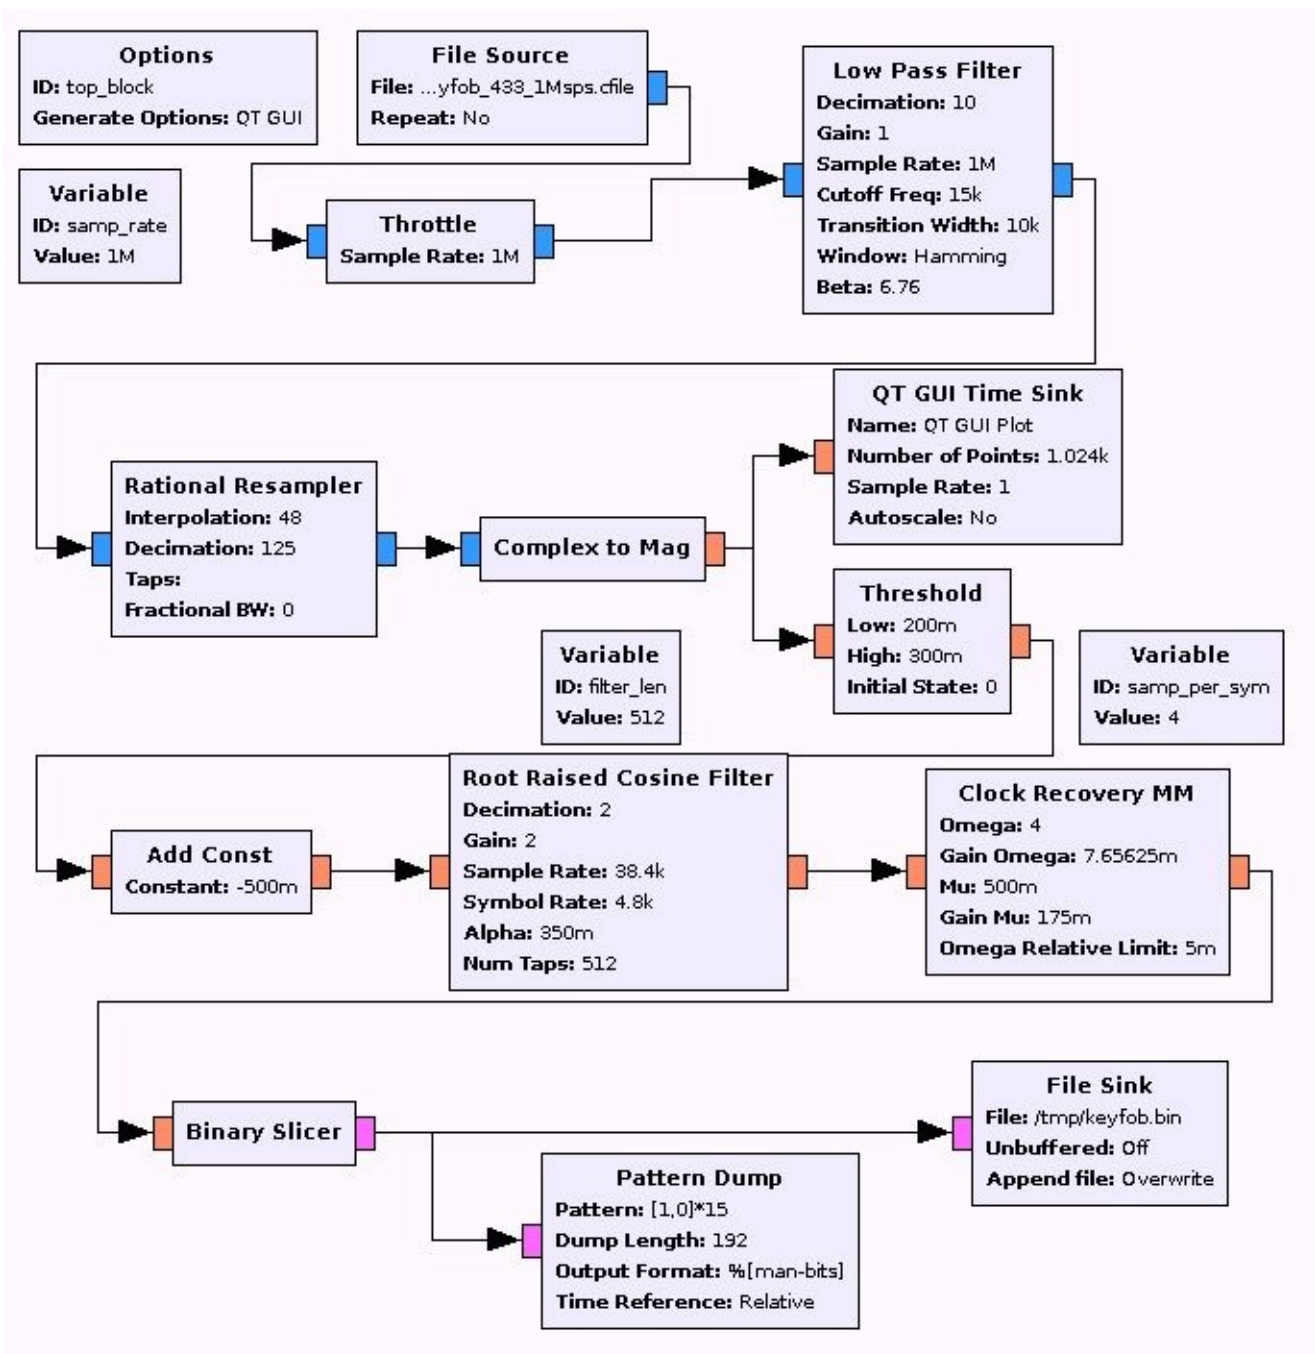 Options
ID: top_block
Generate Options: QT GUI
File Source
File: ...yfob_433_1Msps.cfile
Repeat: No
Low Pass Filter
Decimation: 10
Gain: 1
Sample Rate: 1M
Cutoff Freq: 15k
Transition Width: 10k
Window: Hamming
Beta: 6.76
Variable
ID: samp_rate
Value: 1M
Throttle
Sample Rate: 1M
Rational Resampler
Interpolation: 48
Decimation: 125
Taps:
Fractional BW: 0
Complex to Mag
QT GUI Time Sink
Name: QT GUI Plot
Number of Points: 1.024k
Sample Rate: 1
Autoscale: No
Threshold
Low: 200m
High: 300m
Initial State: 0
Variable
ID: filter_len
Value: 512
Variable
ID: samp_per_sym
Value: 4
Add Const
Constant: -500m
Root Raised Cosine Filter
Decimation: 2
Gain: 2
Sample Rate: 38.4k
Symbol Rate: 4.8k
Alpha: 350m
Num Taps: 512
Clock Recovery MM
Omega: 4
Gain Omega: 7.65625m
Mu: 500m
Gain Mu: 175m
Omega Relative Limit: 5m
Binary Slicer
File Sink
File: /tmp/keyfob.bin
Unbuffered: Off
Append file: Overwrite
Pattern Dump
Pattern: [1,0]*15
Dump Length: 192
Output Format: %[man-bits]
Time Reference: Relative